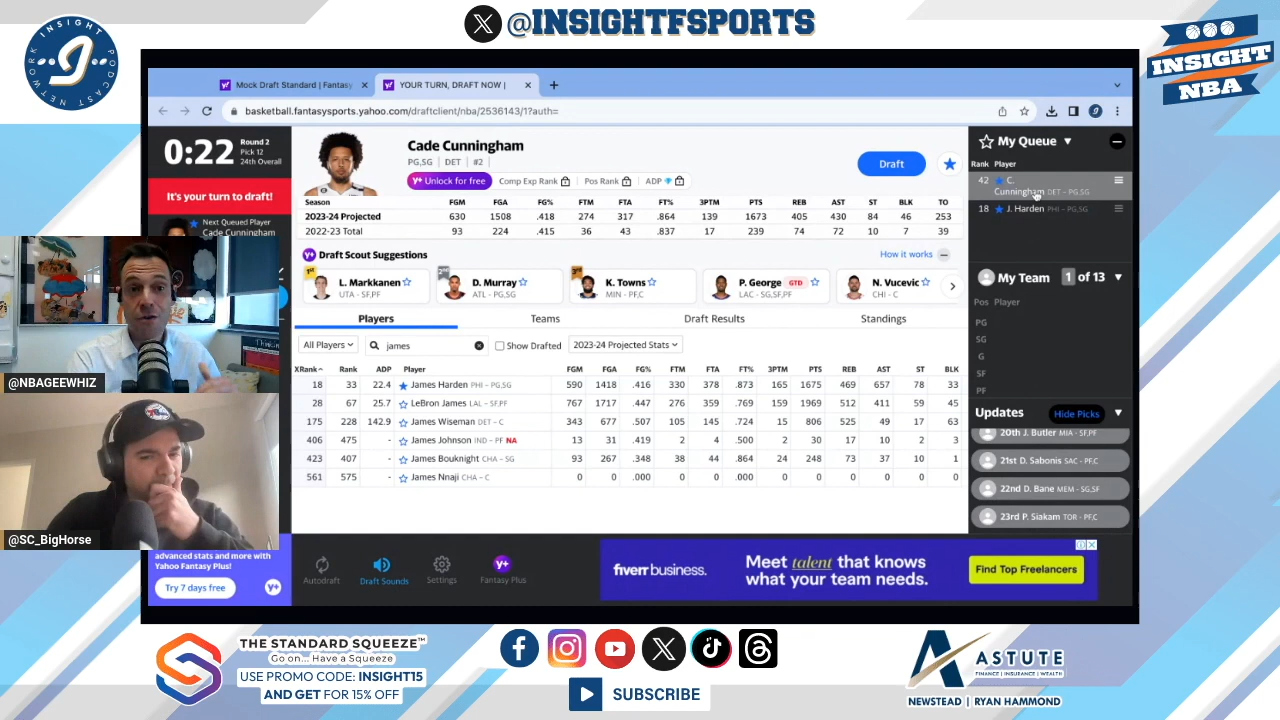 @INSIGHTFSPORTS
INSIGHT
PODCAST NETWORK
INSIGHT
NBA
Mock Draft Standard | Fantasy
YOUR TURN, DRAFT NOW |
basketball.fantasysports.yahoo.com/draftclient/nba/2536143/1?auth=
0:22
Round 2
Pick 12
24th Overall
It's your turn to draft!
Next Queued Player
Cade Cunningham
Cade Cunningham
PG,SG | DET | #2
Draft
Y+ Unlock for free
Comp Exp Rank
Pos Rank
ADP
Season FGM FGA FG% FTM FTA FT% 3PTM PTS REB AST ST BLK TO
2023-24 Projected 630 1508 .418 274 317 .864 139 1673 405 430 84 46 253
2022-23 Total 93 224 .415 36 43 .837 17 239 74 72 10 7 39
Draft Scout Suggestions
How it works
1st
L. Markkanen
UTA - SF,PF
2nd
D. Murray
ATL - PG,SG
3rd
K. Towns
MIN - PF,C
P. George GTD
LAC - SG,SF,PF
N. Vucevic
CHI - C
Players
Teams
Draft Results
Standings
All Players
james
Show Drafted
2023-24 Projected Stats
XRank Rank ADP Player FGM FGA FG% FTM FTA FT% 3PTM PTS REB AST ST BLK
18 33 22.4 James Harden PHI - PG,SG 590 1418 .416 330 378 .873 165 1675 469 657 78 33
28 67 25.7 LeBron James LAL - SF,PF 767 1717 .447 276 359 .769 159 1969 512 411 59 45
175 228 142.9 James Wiseman DET - C 343 677 .507 105 145 .724 15 806 525 49 17 63
406 475 - James Johnson IND - PF NA 13 31 .419 2 4 .500 2 30 17 10 2 3
423 407 - James Bouknight CHA - SG 93 267 .348 38 44 .864 24 248 73 37 10 1
561 575 - James Nnaji CHA - C 0 0 .000 0 0 .000 0 0 0 0 0 0
My Queue
Rank Player
42 C.
Cunningham DET - PG,SG
18 J. Harden PHI - PG,SG
My Team 1 of 13
Pos Player
PG
SG
G
SF
PF
Updates
Hide Picks
20th J. Butler MIA - SF,PF
21st D. Sabonis SAC - PF,C
22nd D. Bane MEM - SG,SF
23rd P. Siakam TOR - PF,C
@NBAGEEWHIZ
@SC_BigHorse
advanced stats and more with
Yahoo Fantasy Plus!
Try 7 days free
Y+
Autodraft
Draft Sounds
Settings
Fantasy Plus
fiverr business.
Meet talent that knows
what your team needs.
Find Top Freelancers
THE STANDARD SQUEEZE™
Go on... Have a Squeeze
USE PROMO CODE: INSIGHT15
AND GET FOR 15% OFF
SUBSCRIBE
ASTUTE
FINANCE | INSURANCE | WEALTH
NEWSTEAD | RYAN HAMMOND